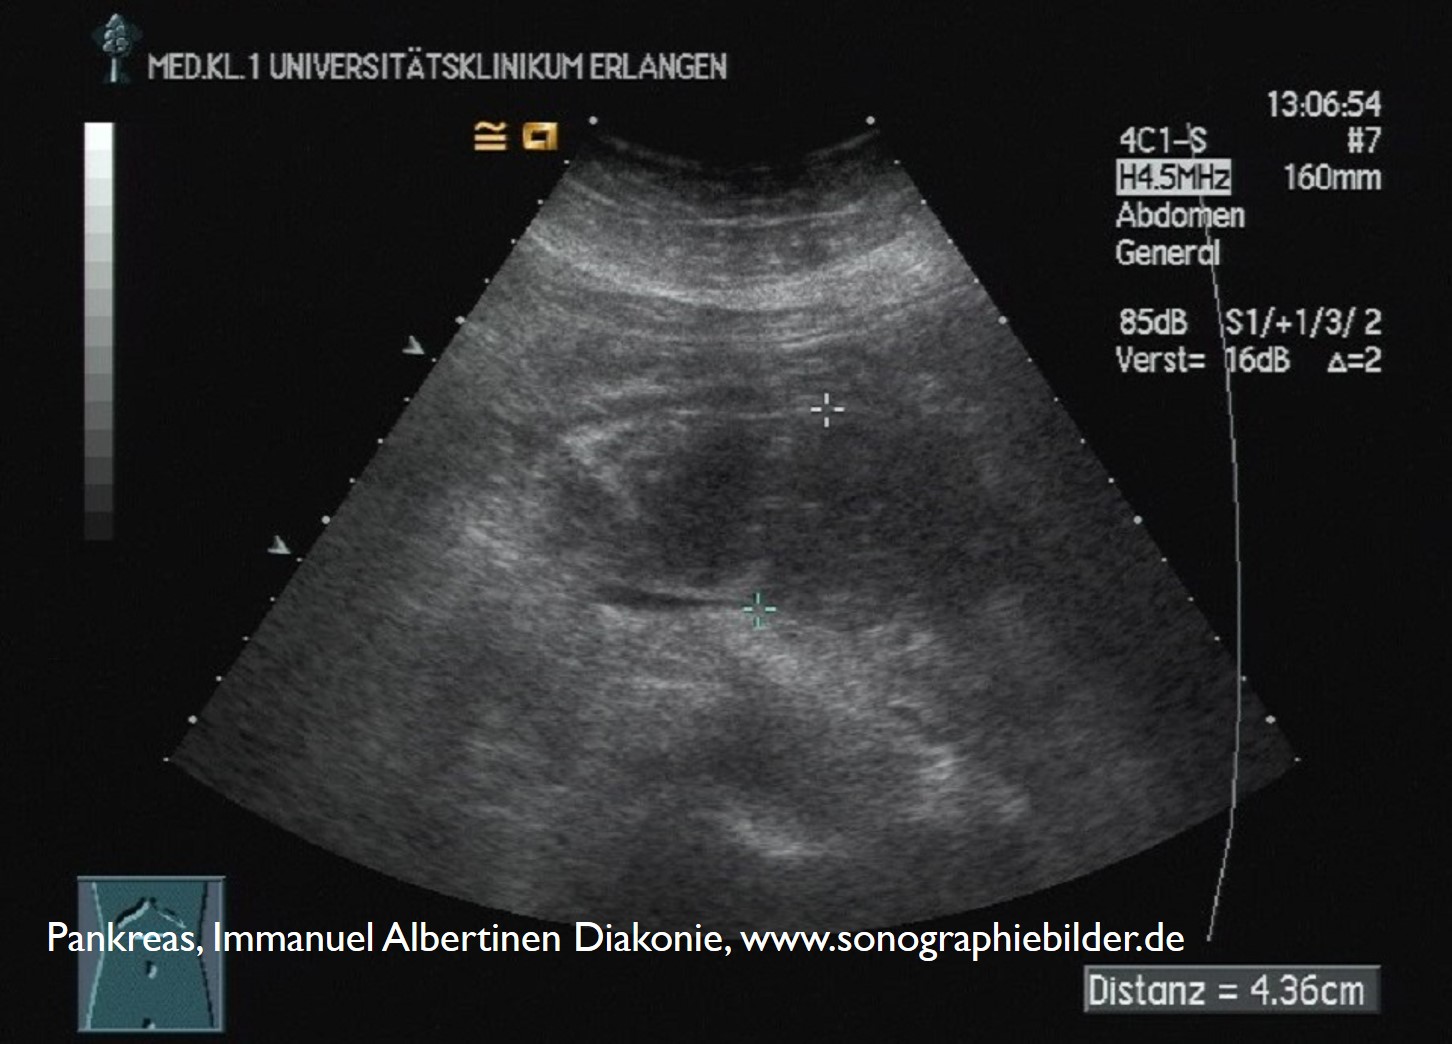 MED.KL.1 UNIVERSITÄTSKLINIKUM ERLANGEN
13:06:54
4C1-S #7
H4.5MHz 160mm
Abdomen
General
85dB S1/+1/3/ 2
Verst= 16dB Δ=2
Pankreas, Immanuel Albertinen Diakonie, www.sonographiebilder.de
Distanz = 4.36cm